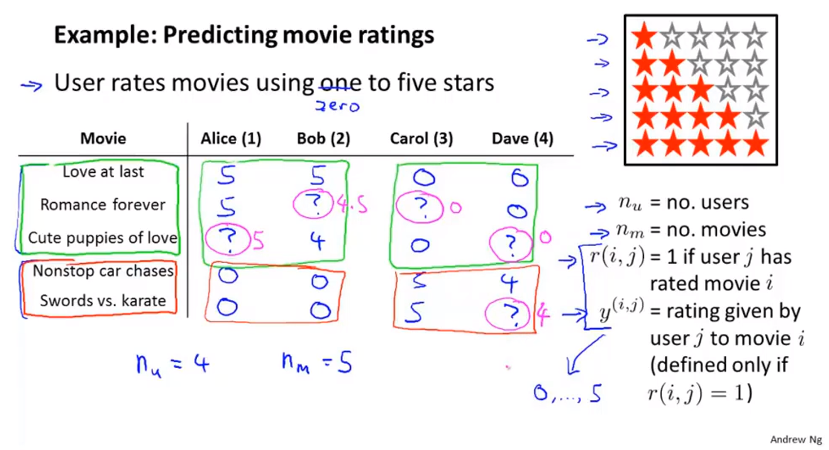 Example: Predicting movie ratings
→ User rates movies using one to five stars
zero
Movie Alice (1) Bob (2) Carol (3) Dave (4)
Love at last 5 5 0 0
Romance forever 5 ? 4.5 ? 0 0
Cute puppies of love ? 5 4 0 ? 0
Nonstop car chases 0 0 5 4
Swords vs. karate 0 0 5 ? 4
n_u = 4 n_m = 5
→ n_u = no. users
→ n_m = no. movies
→ r(i, j) = 1 if user j has
rated movie i
→ y^(i,j) = rating given by
user j to movie i
(defined only if
r(i, j) = 1)
0, ..., 5
Andrew Ng